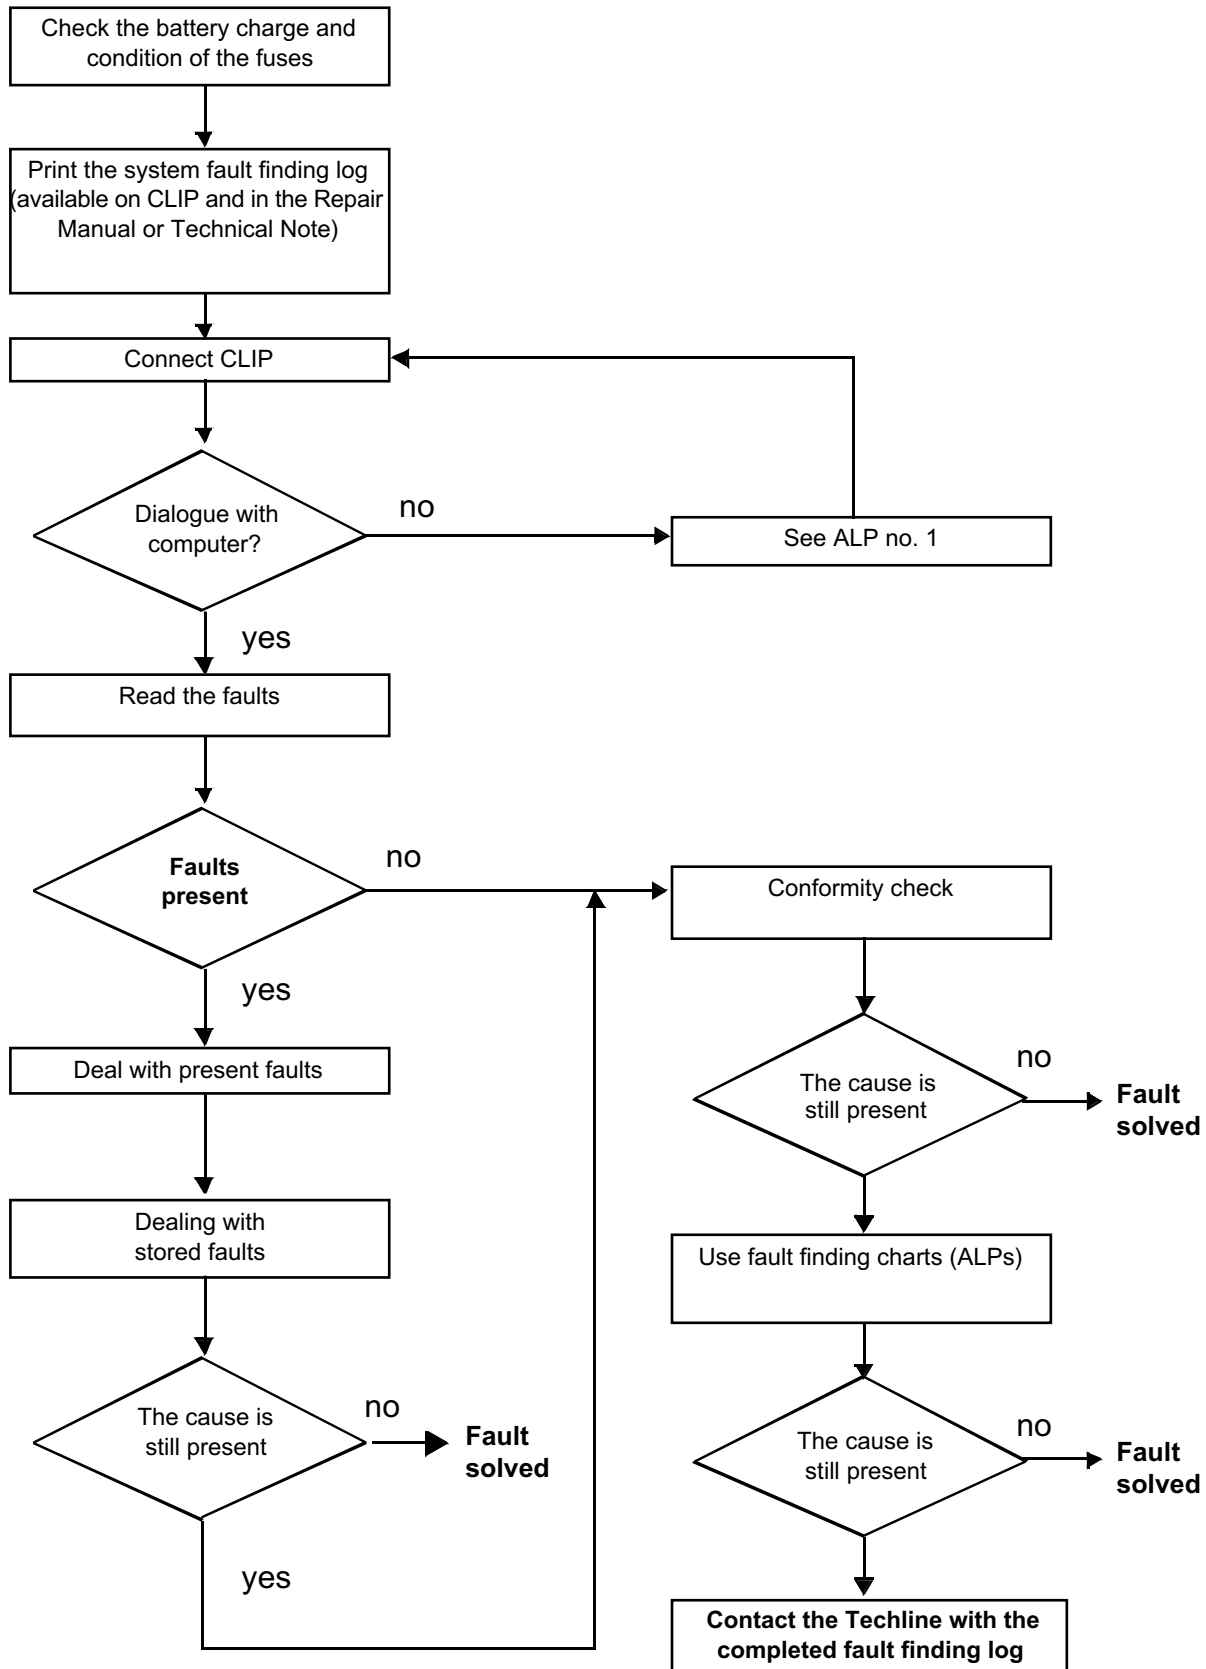 Check the battery charge and
condition of the fuses
Print the system fault finding log
(available on CLIP and in the Repair
Manual or Technical Note)
Connect CLIP
Dialogue with
computer?
no
See ALP no. 1
yes
Read the faults
Faults
present
no
Conformity check
yes
Deal with present faults
The cause is
still present
no
Fault
solved
Dealing with
stored faults
Use fault finding charts (ALPs)
The cause is
still present
no
Fault
solved
yes
The cause is
still present
no
Fault
solved
Contact the Techline with the
completed fault finding log